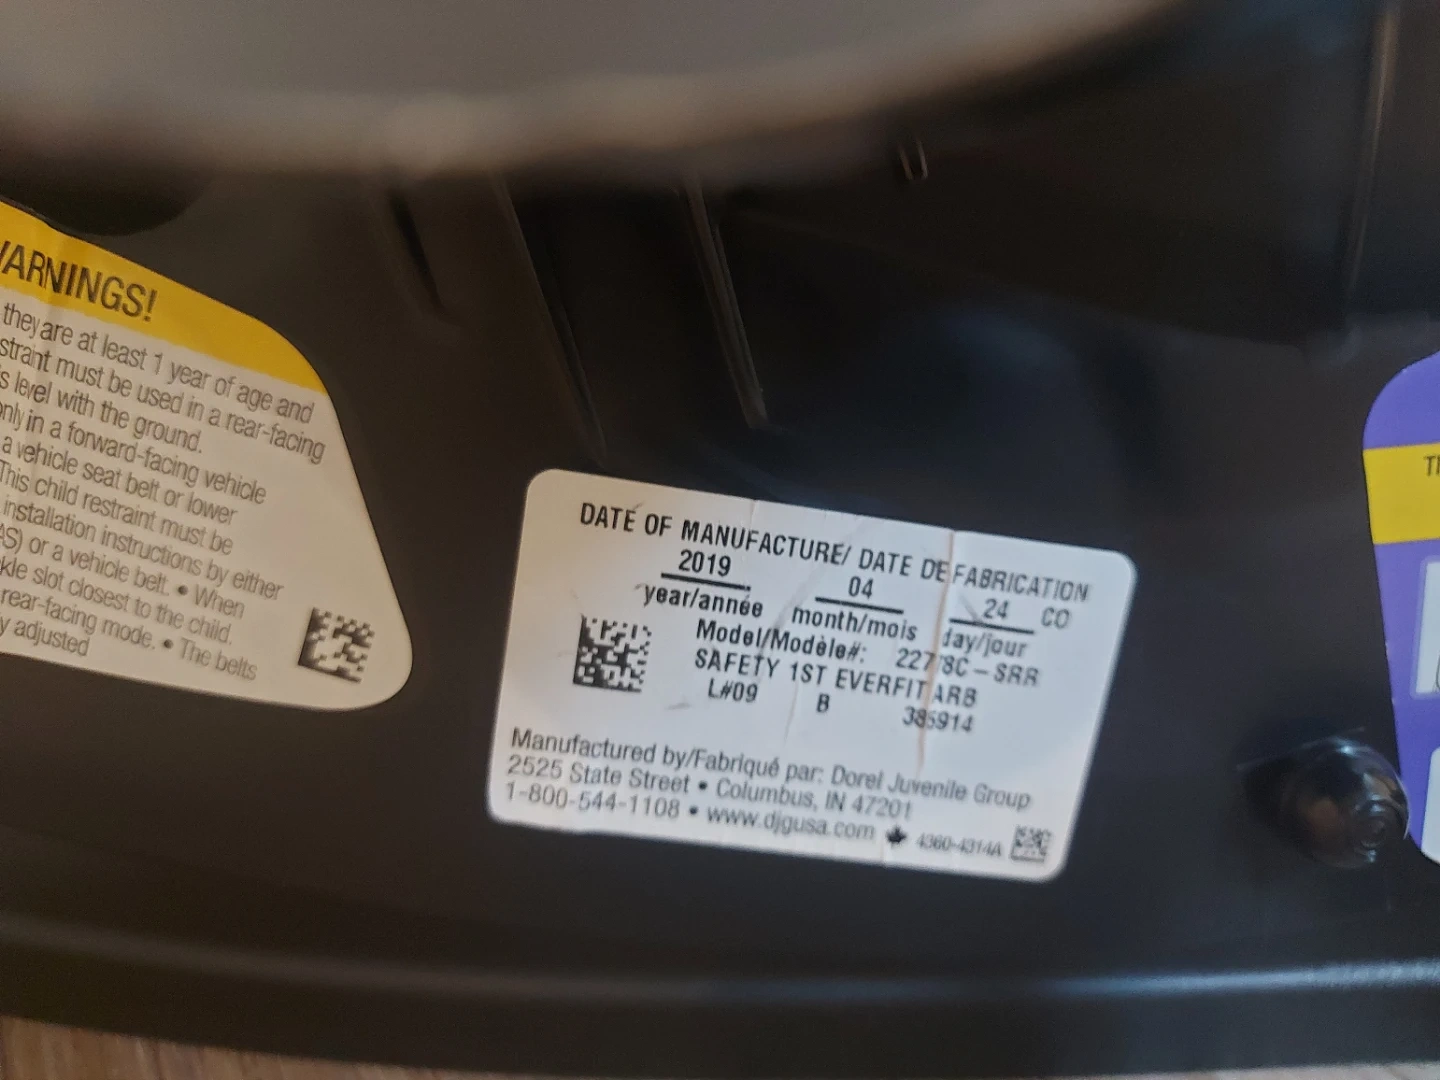 WARNINGS!
they are at least 1 year of age and
straint must be used in a rear-facing
s level with the ground.
only in a forward-facing vehicle
a vehicle seat belt or lower
This child restraint must be
installation instructions by either
AS) or a vehicle belt. • When
kle slot closest to the child.
rear-facing mode. • The belts
y adjusted
DATE OF MANUFACTURE/ DATE DE FABRICATION
2019 04 24 CO
year/année month/mois day/jour
Model/Modèle#: 22778C-SRR
SAFETY 1ST EVERFIT ARB
L#09 B 385914
Manufactured by/Fabriqué par: Dorel Juvenile Group
2525 State Street • Columbus, IN 47201
1-800-544-1108 • www.djgusa.com 4360-4314A